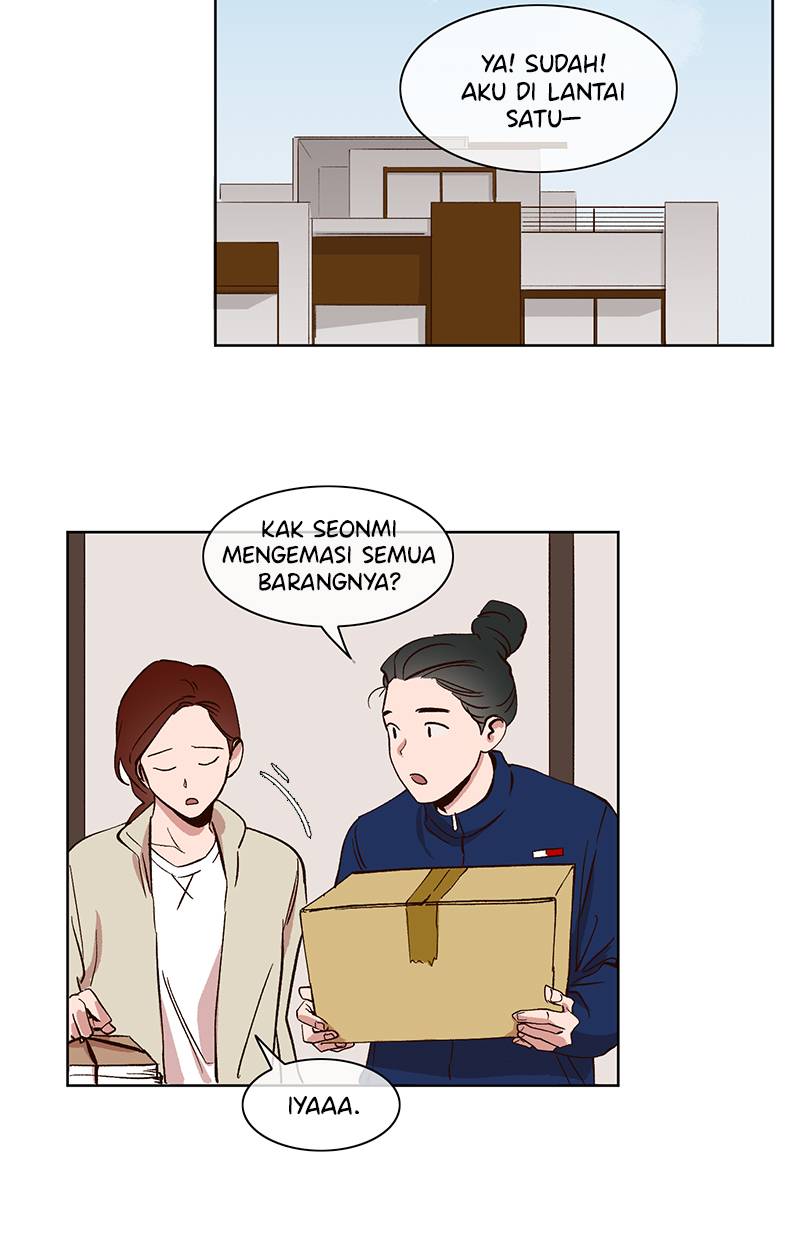 YA! SUDAH!
AKU DI LANTAI
SATU—
KAK SEONMI
MENGEMASI SEMUA
BARANGNYA?
IYAAA.